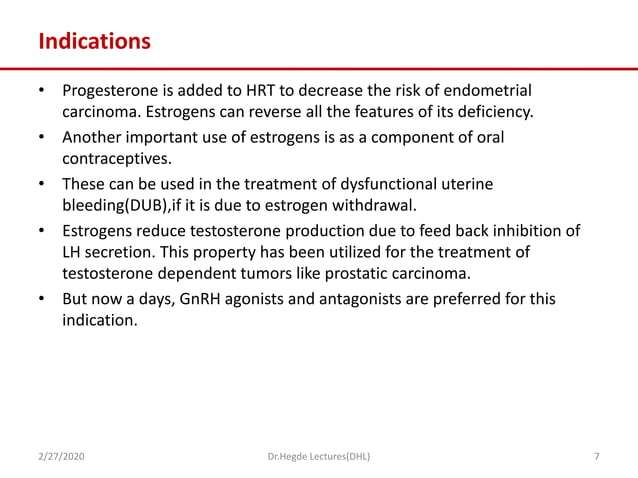 Indications
• Progesterone is added to HRT to decrease the risk of endometrial
carcinoma. Estrogens can reverse all the features of its deficiency.
• Another important use of estrogens is as a component of oral
contraceptives.
• These can be used in the treatment of dysfunctional uterine
bleeding(DUB),if it is due to estrogen withdrawal.
• Estrogens reduce testosterone production due to feed back inhibition of
LH secretion. This property has been utilized for the treatment of
testosterone dependent tumors like prostatic carcinoma.
• But now a days, GnRH agonists and antagonists are preferred for this
indication.
2/27/2020 Dr.Hegde Lectures(DHL) 7